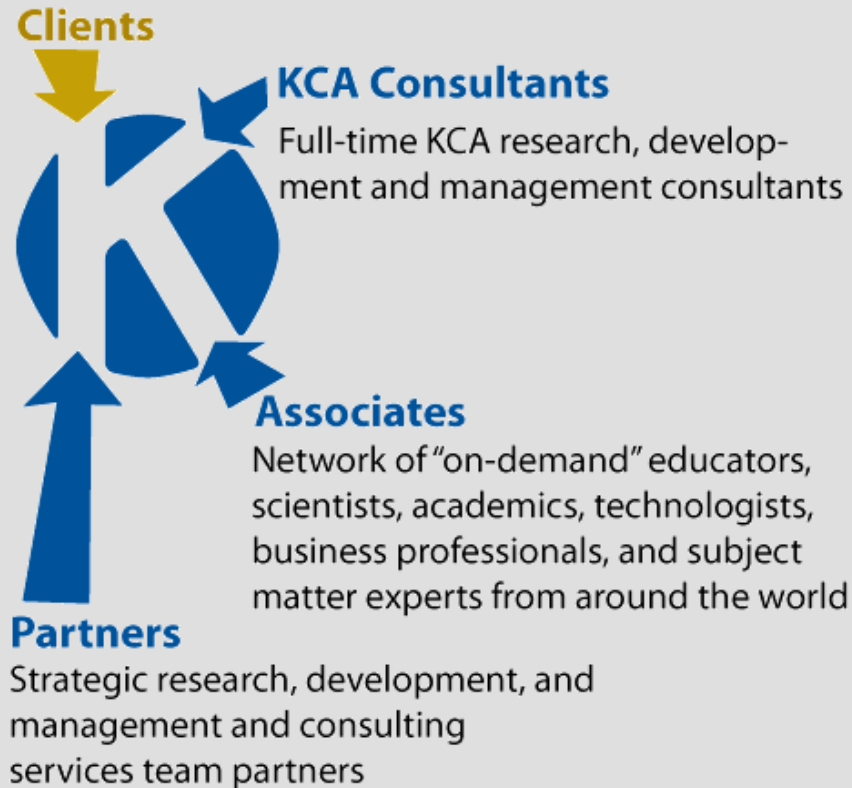 Clients
K
KCA Consultants
Full-time KCA research, develop-
ment and management consultants
Associates
Network of “on-demand” educators,
scientists, academics, technologists,
business professionals, and subject
matter experts from around the world
Partners
Strategic research, development, and
management and consulting
services team partners